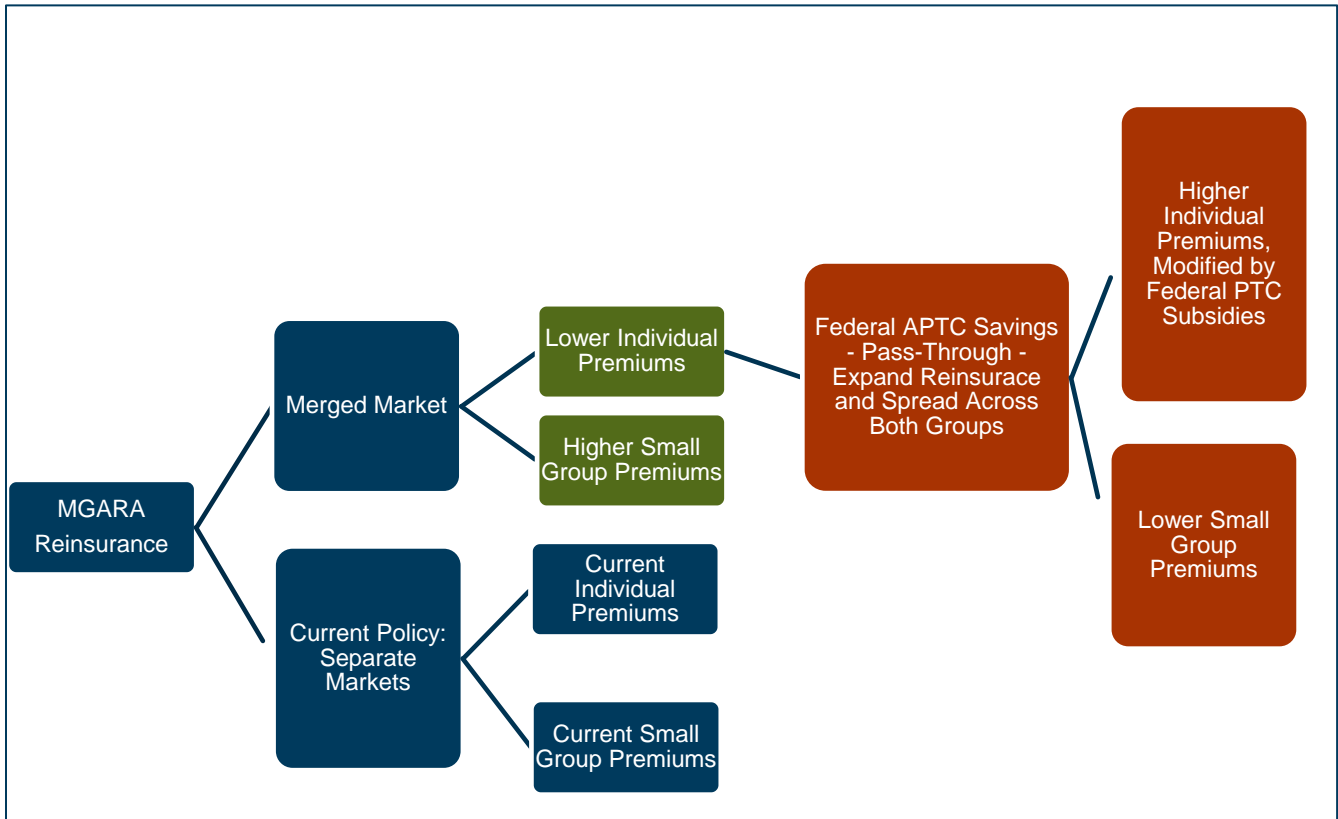 MGARA
Reinsurance
Merged Market
Current Policy:
Separate
Markets
Lower Individual
Premiums
Higher Small
Group Premiums
Current
Individual
Premiums
Current Small
Group Premiums
Federal APTC Savings
- Pass-Through -
Expand Reinsurace
and Spread Across
Both Groups
Higher
Individual
Premiums,
Modified by
Federal PTC
Subsidies
Lower Small
Group
Premiums